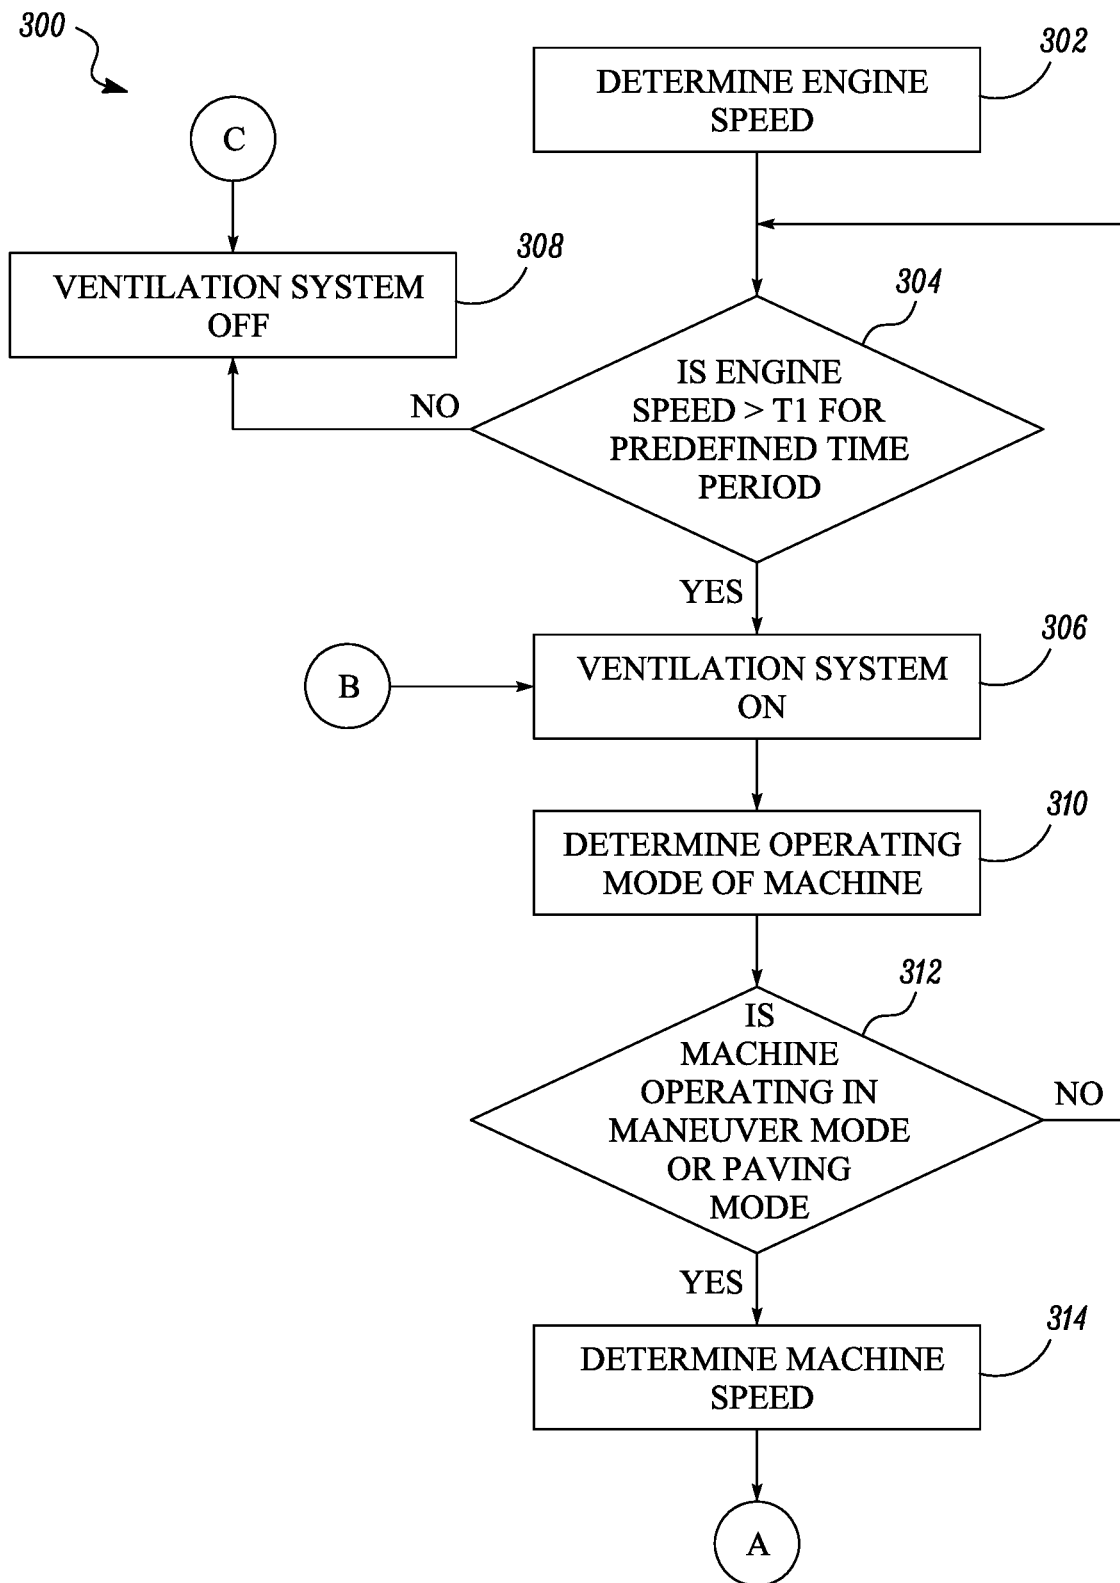 300
302
DETERMINE ENGINE
SPEED
C
308
VENTILATION SYSTEM
OFF
304
IS ENGINE
SPEED > T1 FOR
PREDEFINED TIME
PERIOD
NO
YES
306
B
VENTILATION SYSTEM
ON
310
DETERMINE OPERATING
MODE OF MACHINE
312
IS
MACHINE
OPERATING IN
MANEUVER MODE
OR PAVING
MODE
NO
YES
314
DETERMINE MACHINE
SPEED
A